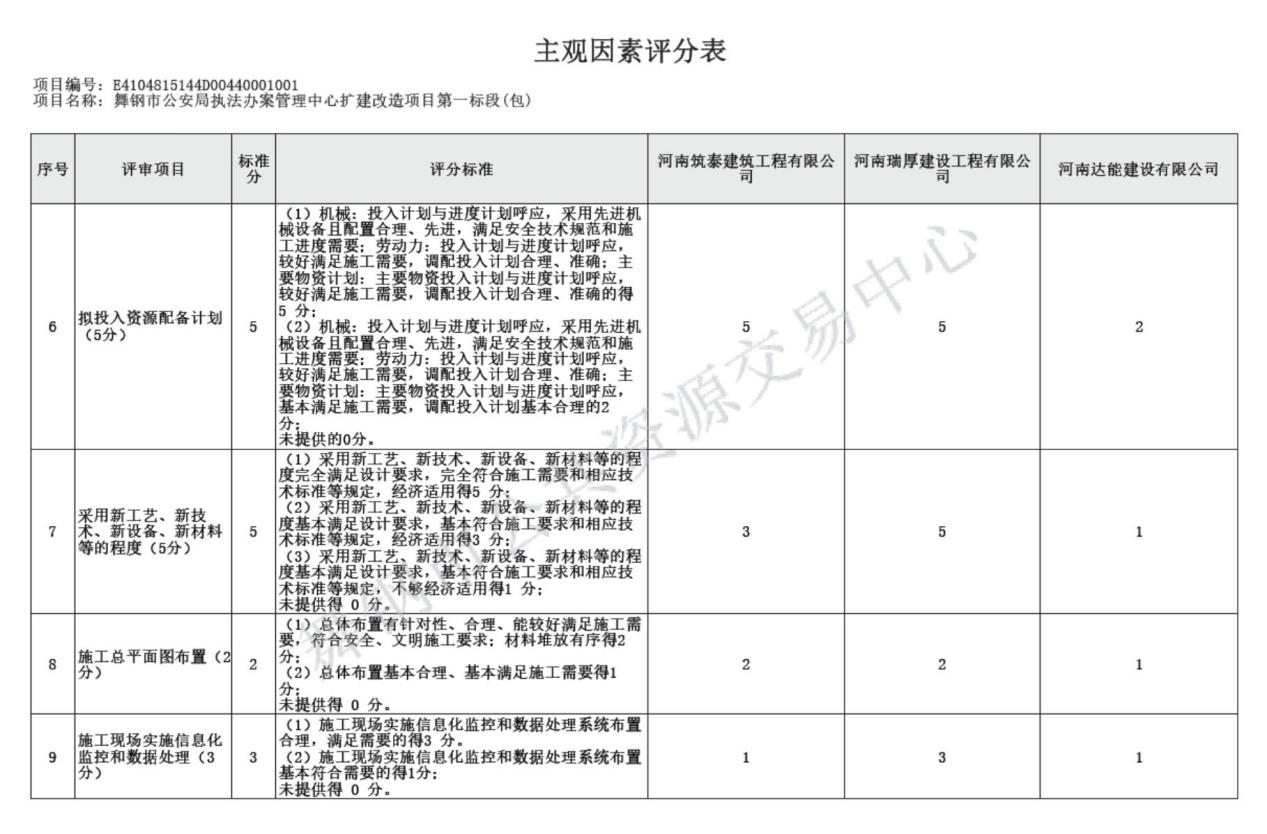 主观因素评分表
项目编号：E4104815144D00440001001
项目名称：舞钢市公安局执法办案管理中心扩建改造项目第一标段(包)
序号
评审项目
标准
分
评分标准
河南筑泰建筑工程有限公
司
河南瑞厚建设工程有限公
司
河南达能建设有限公司
6
拟投入资源配备计划
（5分）
5
（1）机械：投入计划与进度计划呼应，采用先进机
械设备且配置合理、先进，满足安全技术规范和施
工进度需要；劳动力：投入计划与进度计划呼应，
较好满足施工需要，调配投入计划合理、准确；主
要物资计划：主要物资投入计划与进度计划呼应，
较好满足施工需要，调配投入计划合理、准确的得
5 分；
（2）机械：投入计划与进度计划呼应，采用先进机
械设备且配置合理、先进，满足安全技术规范和施
工进度需要；劳动力：投入计划与进度计划呼应，
较好满足施工需要，调配投入计划合理、准确；主
要物资计划：主要物资投入计划与进度计划呼应，
基本满足施工需要，调配投入计划基本合理的2
分；
未提供的0分。
5
5
2
7
采用新工艺、新技
术、新设备、新材料
等的程度（5分）
5
（1）采用新工艺、新技术、新设备、新材料等的程
度完全满足设计要求，完全符合施工需要和相应技
术标准等规定，经济适用得5 分；
（2）采用新工艺、新技术、新设备、新材料等的程
度基本满足设计要求，基本符合施工要求和相应技
术标准等规定，经济适用得3 分；
（3）采用新工艺、新技术、新设备、新材料等的程
度基本满足设计要求，基本符合施工要求和相应技
术标准等规定，不够经济适用得1 分；
未提供得 0 分。
3
5
1
8
施工总平面图布置（2
分）
2
（1）总体布置有针对性、合理、能较好满足施工需
要，符合安全、文明施工要求；材料堆放有序得2
分；
（2）总体布置基本合理、基本满足施工需要得1
分；
未提供得 0 分。
2
2
1
9
施工现场实施信息化
监控和数据处理（3
分）
3
（1）施工现场实施信息化监控和数据处理系统布置
合理，满足需要的得3 分。
（2）施工现场实施信息化监控和数据处理系统布置
基本符合需要的得1分；
未提供得 0 分。
1
3
1
舞钢市公共资源交易中心